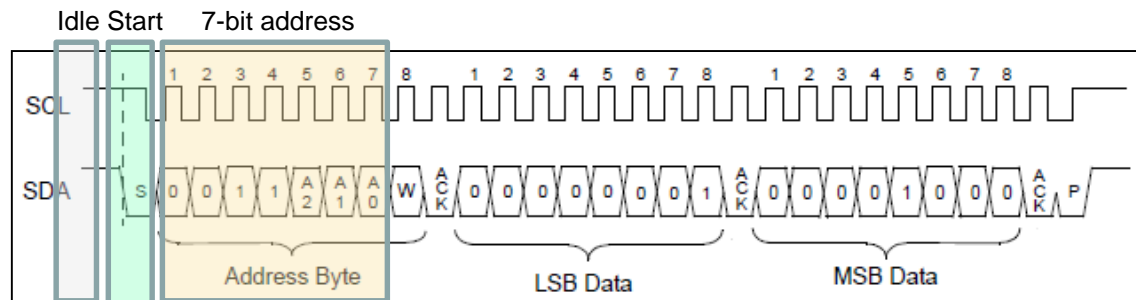 Idle Start 7-bit address
1 2 3 4 5 6 7 8 1 2 3 4 5 6 7 8 1 2 3 4 5 6 7 8
SCL
SDA S 0 0 1 1 A2 A1 A0 W ACK 0 0 0 0 0 0 0 1 ACK 0 0 0 0 1 0 0 0 ACK P
Address Byte LSB Data MSB Data